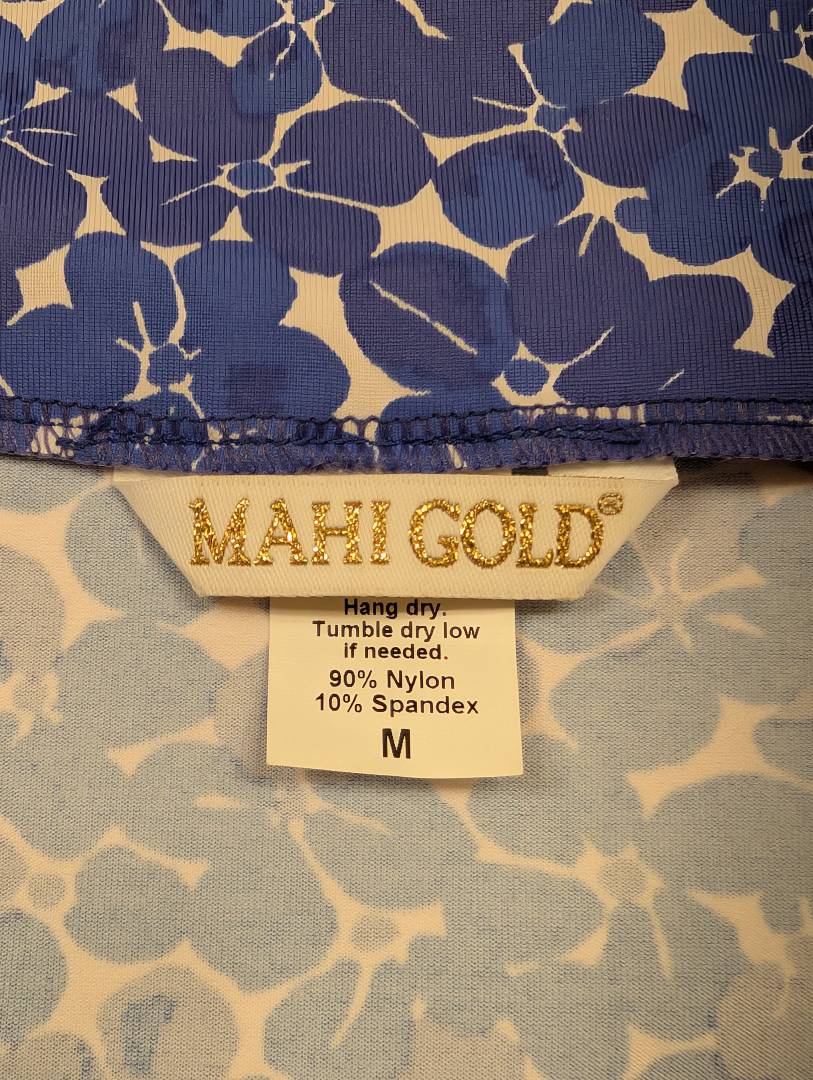 MAHI GOLD®
Hang dry.
Tumble dry low
if needed.
90% Nylon
10% Spandex
M